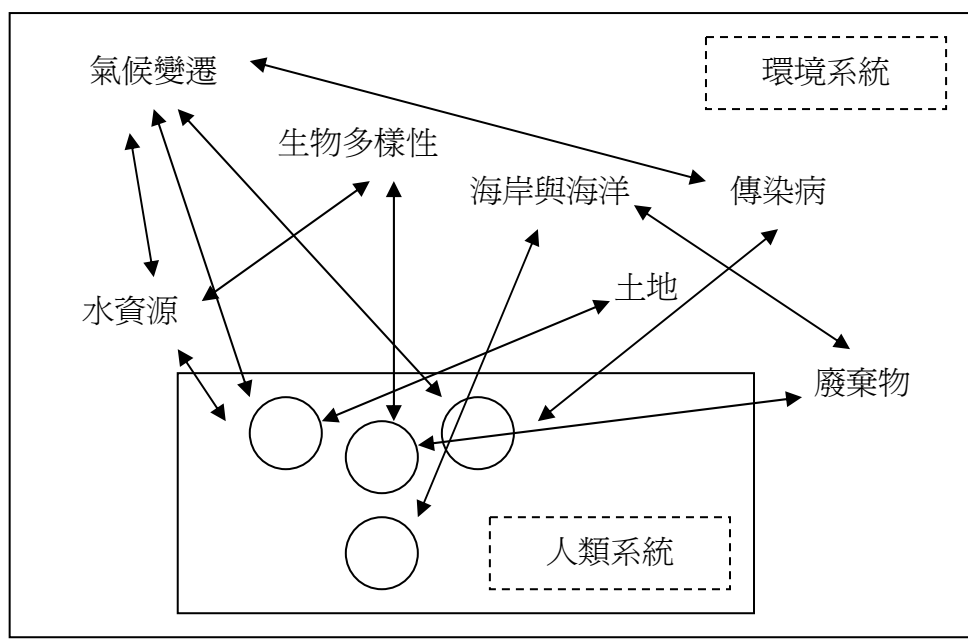 氣候變遷
環境系統
生物多樣性
海岸與海洋
傳染病
土地
水資源
廢棄物
人類系統